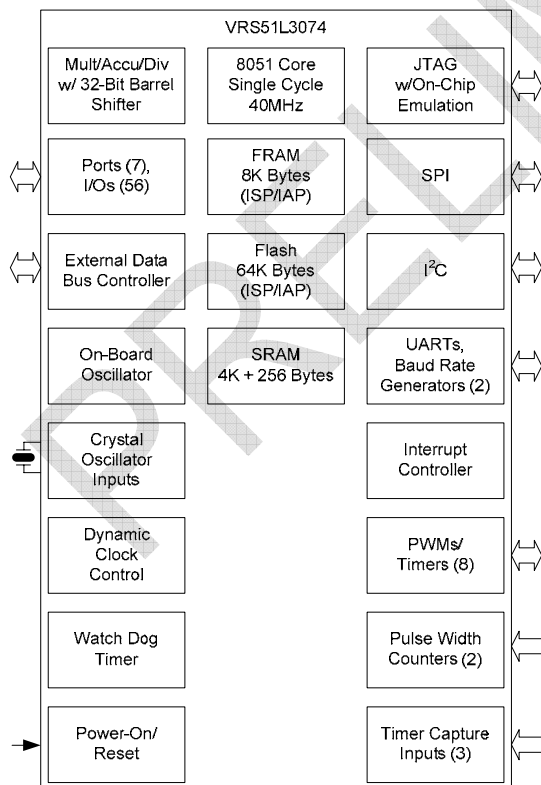 VRS51L3074
Mult/Accu/Div
w/ 32-Bit Barrel
Shifter
8051 Core
Single Cycle
40MHz
JTAG
w/On-Chip
Emulation
Ports (7),
I/Os (56)
FRAM
8K Bytes
(ISP/IAP)
SPI
External Data
Bus Controller
Flash
64K Bytes
(ISP/IAP)
I²C
On-Board
Oscillator
SRAM
4K + 256 Bytes
UARTs,
Baud Rate
Generators (2)
Crystal
Oscillator
Inputs
Interrupt
Controller
Dynamic
Clock
Control
PWMs/
Timers (8)
Watch Dog
Timer
Pulse Width
Counters (2)
Power-On/
Reset
Timer Capture
Inputs (3)
PRELI